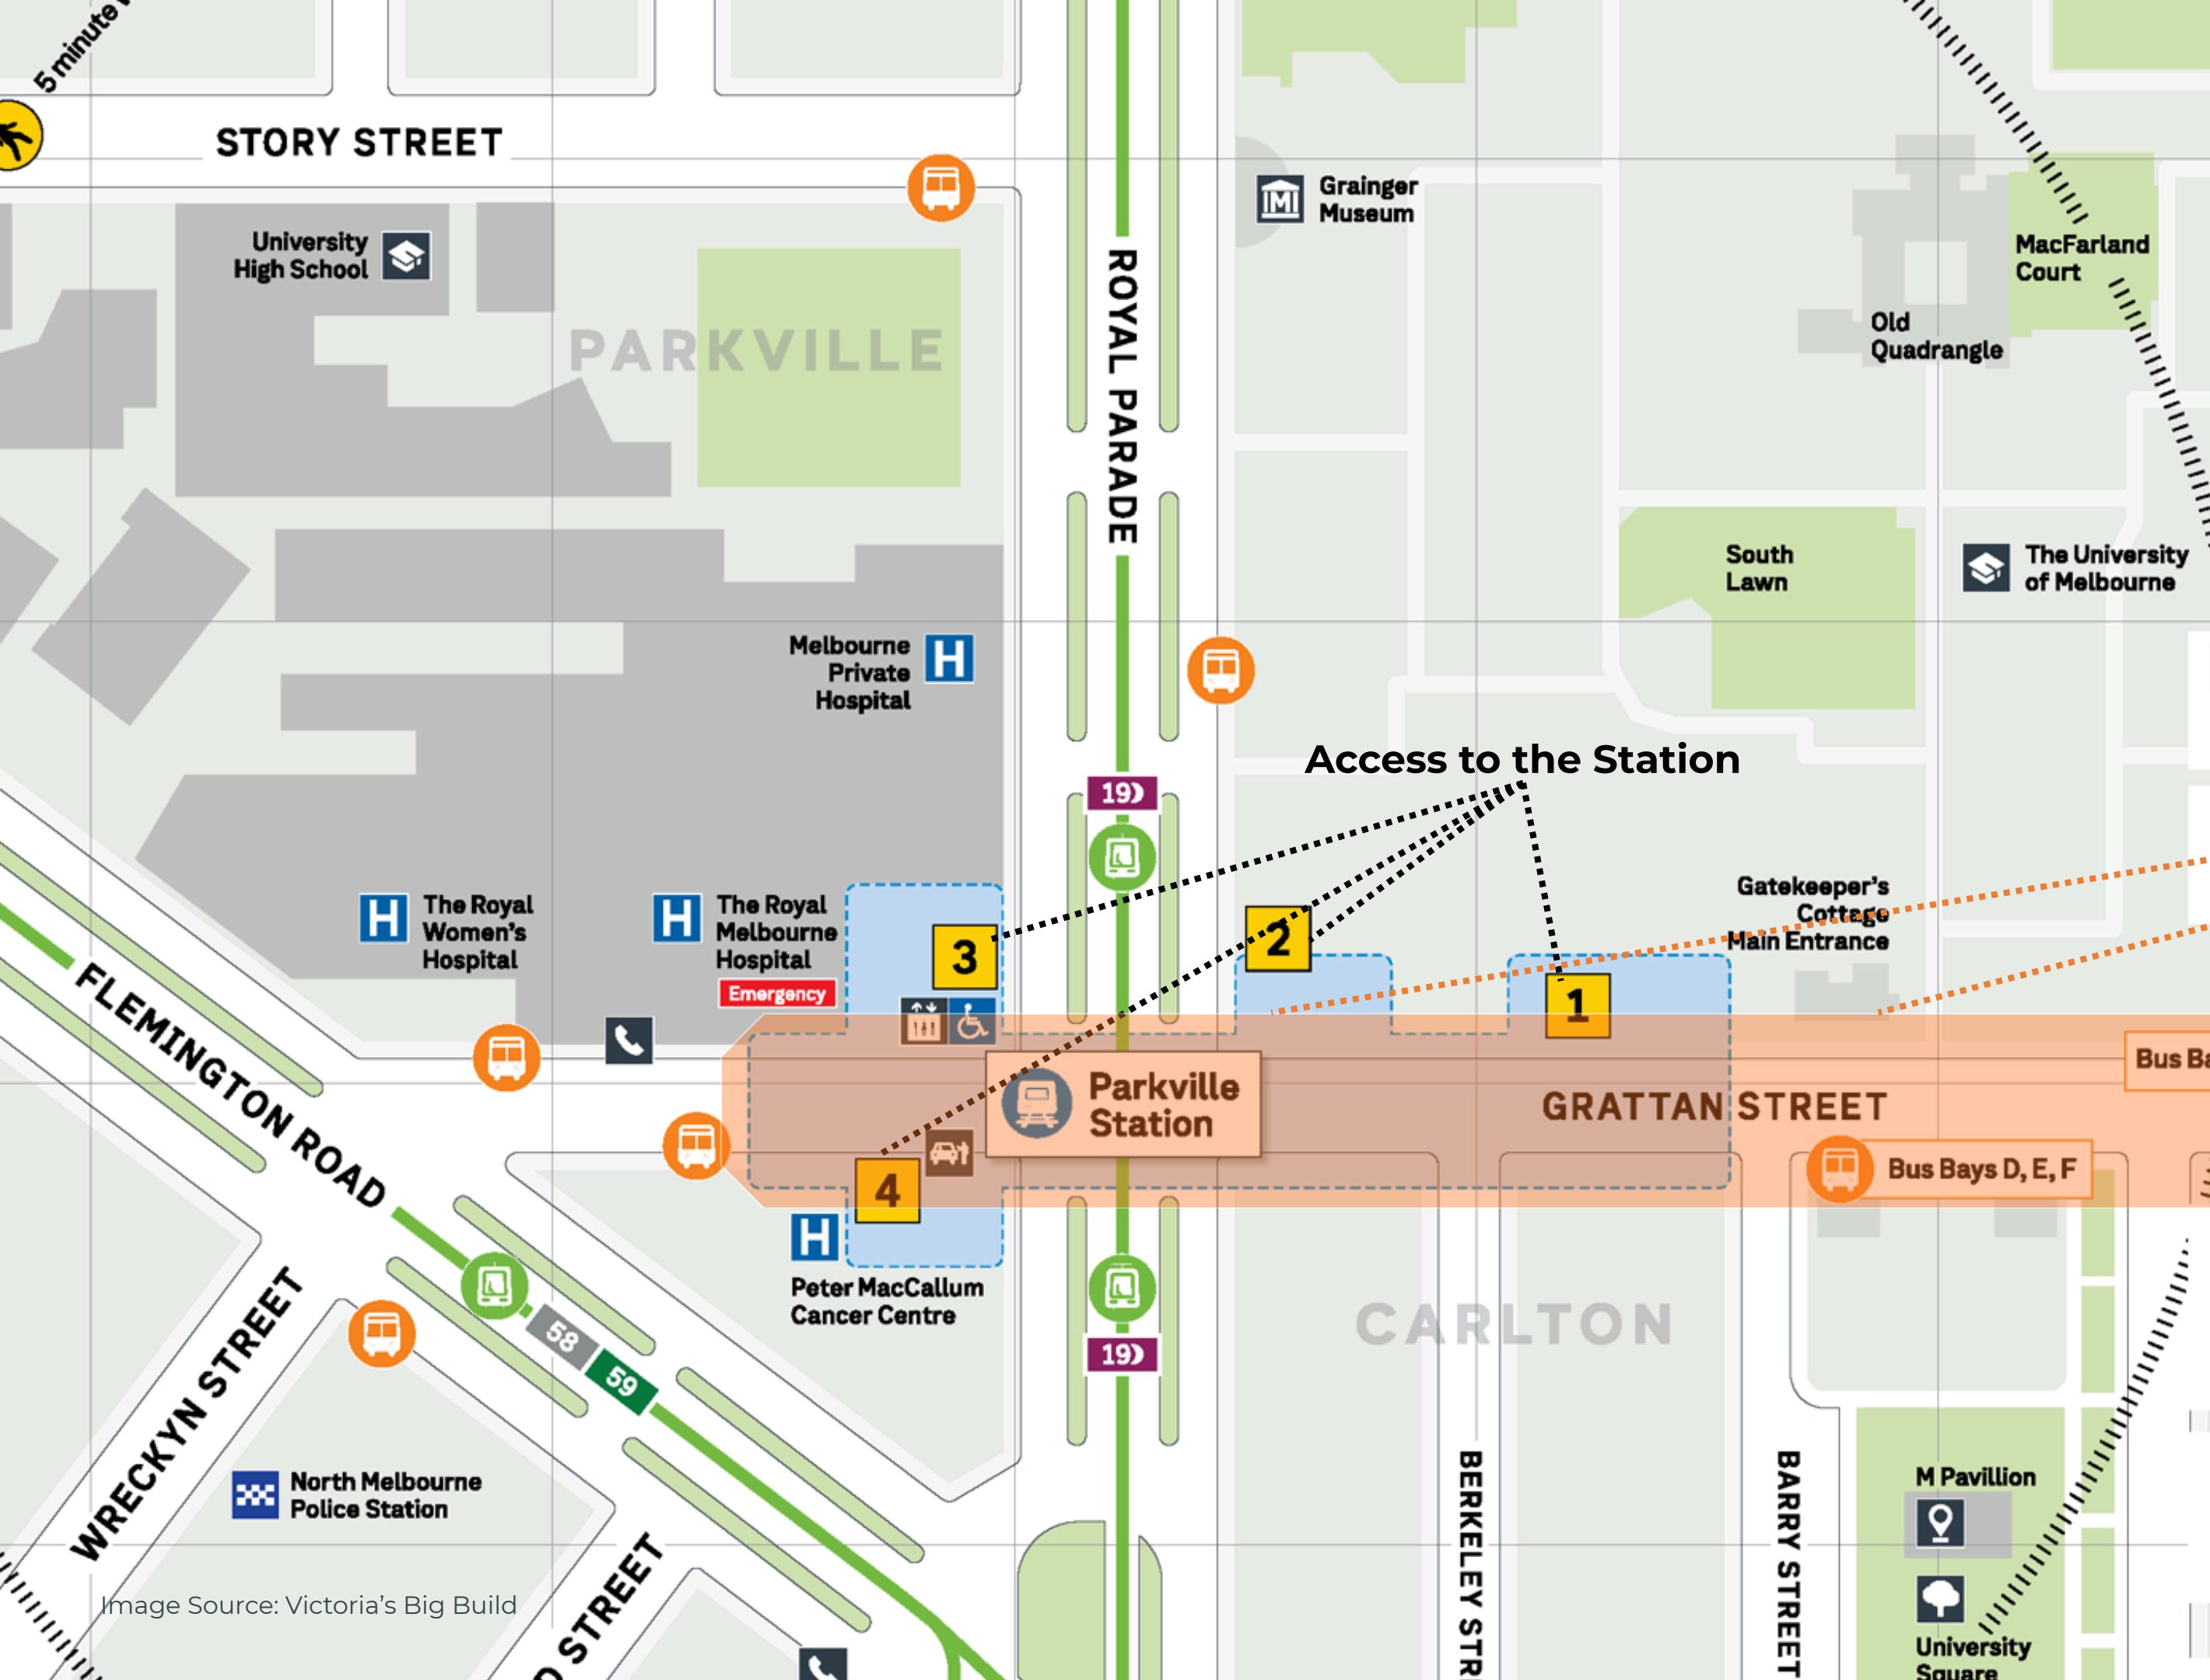 5 minute
STORY STREET
University
High School
PARKVILLE
ROYAL PARADE
Grainger
Museum
MacFarland
Court
Old
Quadrangle
South
Lawn
The University
of Melbourne
Melbourne
Private
Hospital
H
Access to the Station
19
H
The Royal
Women's
Hospital
H
The Royal
Melbourne
Hospital
Emergency
3
2
1
Gatekeeper's
Cottage
Main Entrance
FLEMINGTON ROAD
Parkville
Station
GRATTAN STREET
Bus Ba
Bus Bays D, E, F
4
H
Peter MacCallum
Cancer Centre
58
59
19
CARLTON
WRECKYN STREET
North Melbourne
Police Station
BERKELEY STR
BARRY STREET
M Pavillion
University
Square
D STREET
Image Source: Victoria's Big Build